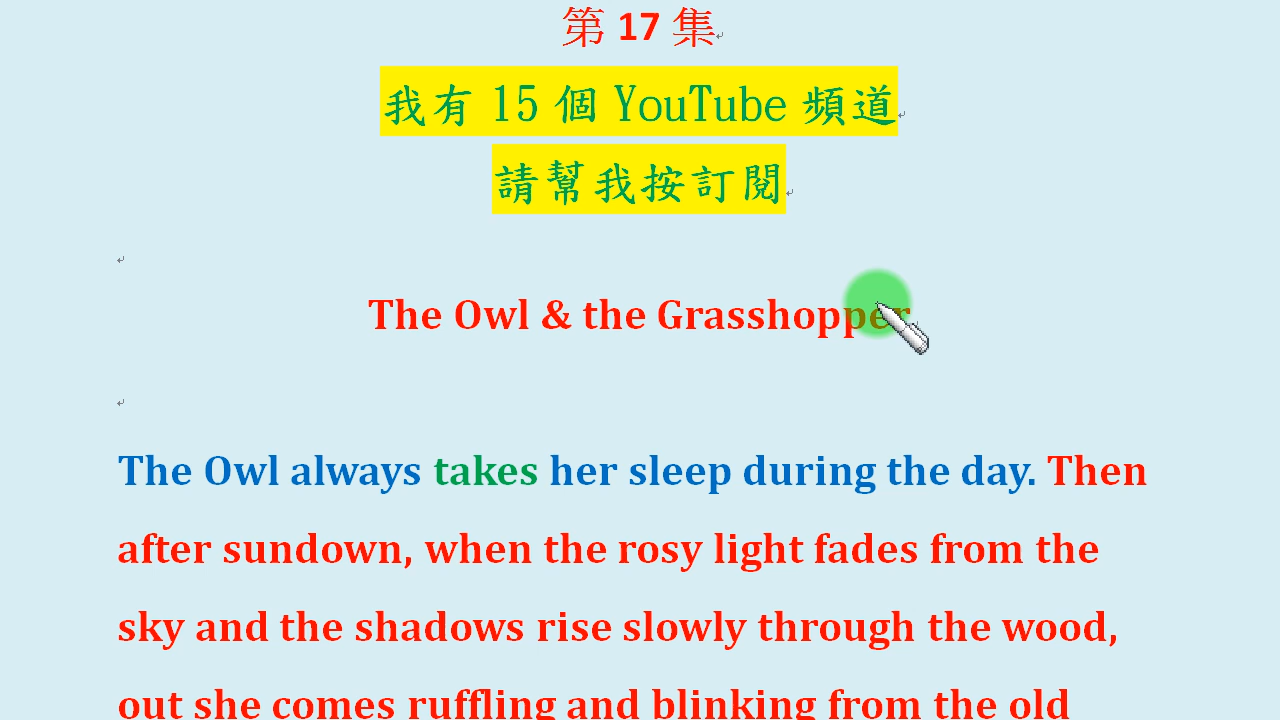 第 17 集
我有 15 個 YouTube 頻道
請幫我按訂閱
The Owl & the Grasshopper
The Owl always takes her sleep during the day. Then
after sundown, when the rosy light fades from the
sky and the shadows rise slowly through the wood,
out she comes ruffling and blinking from the old